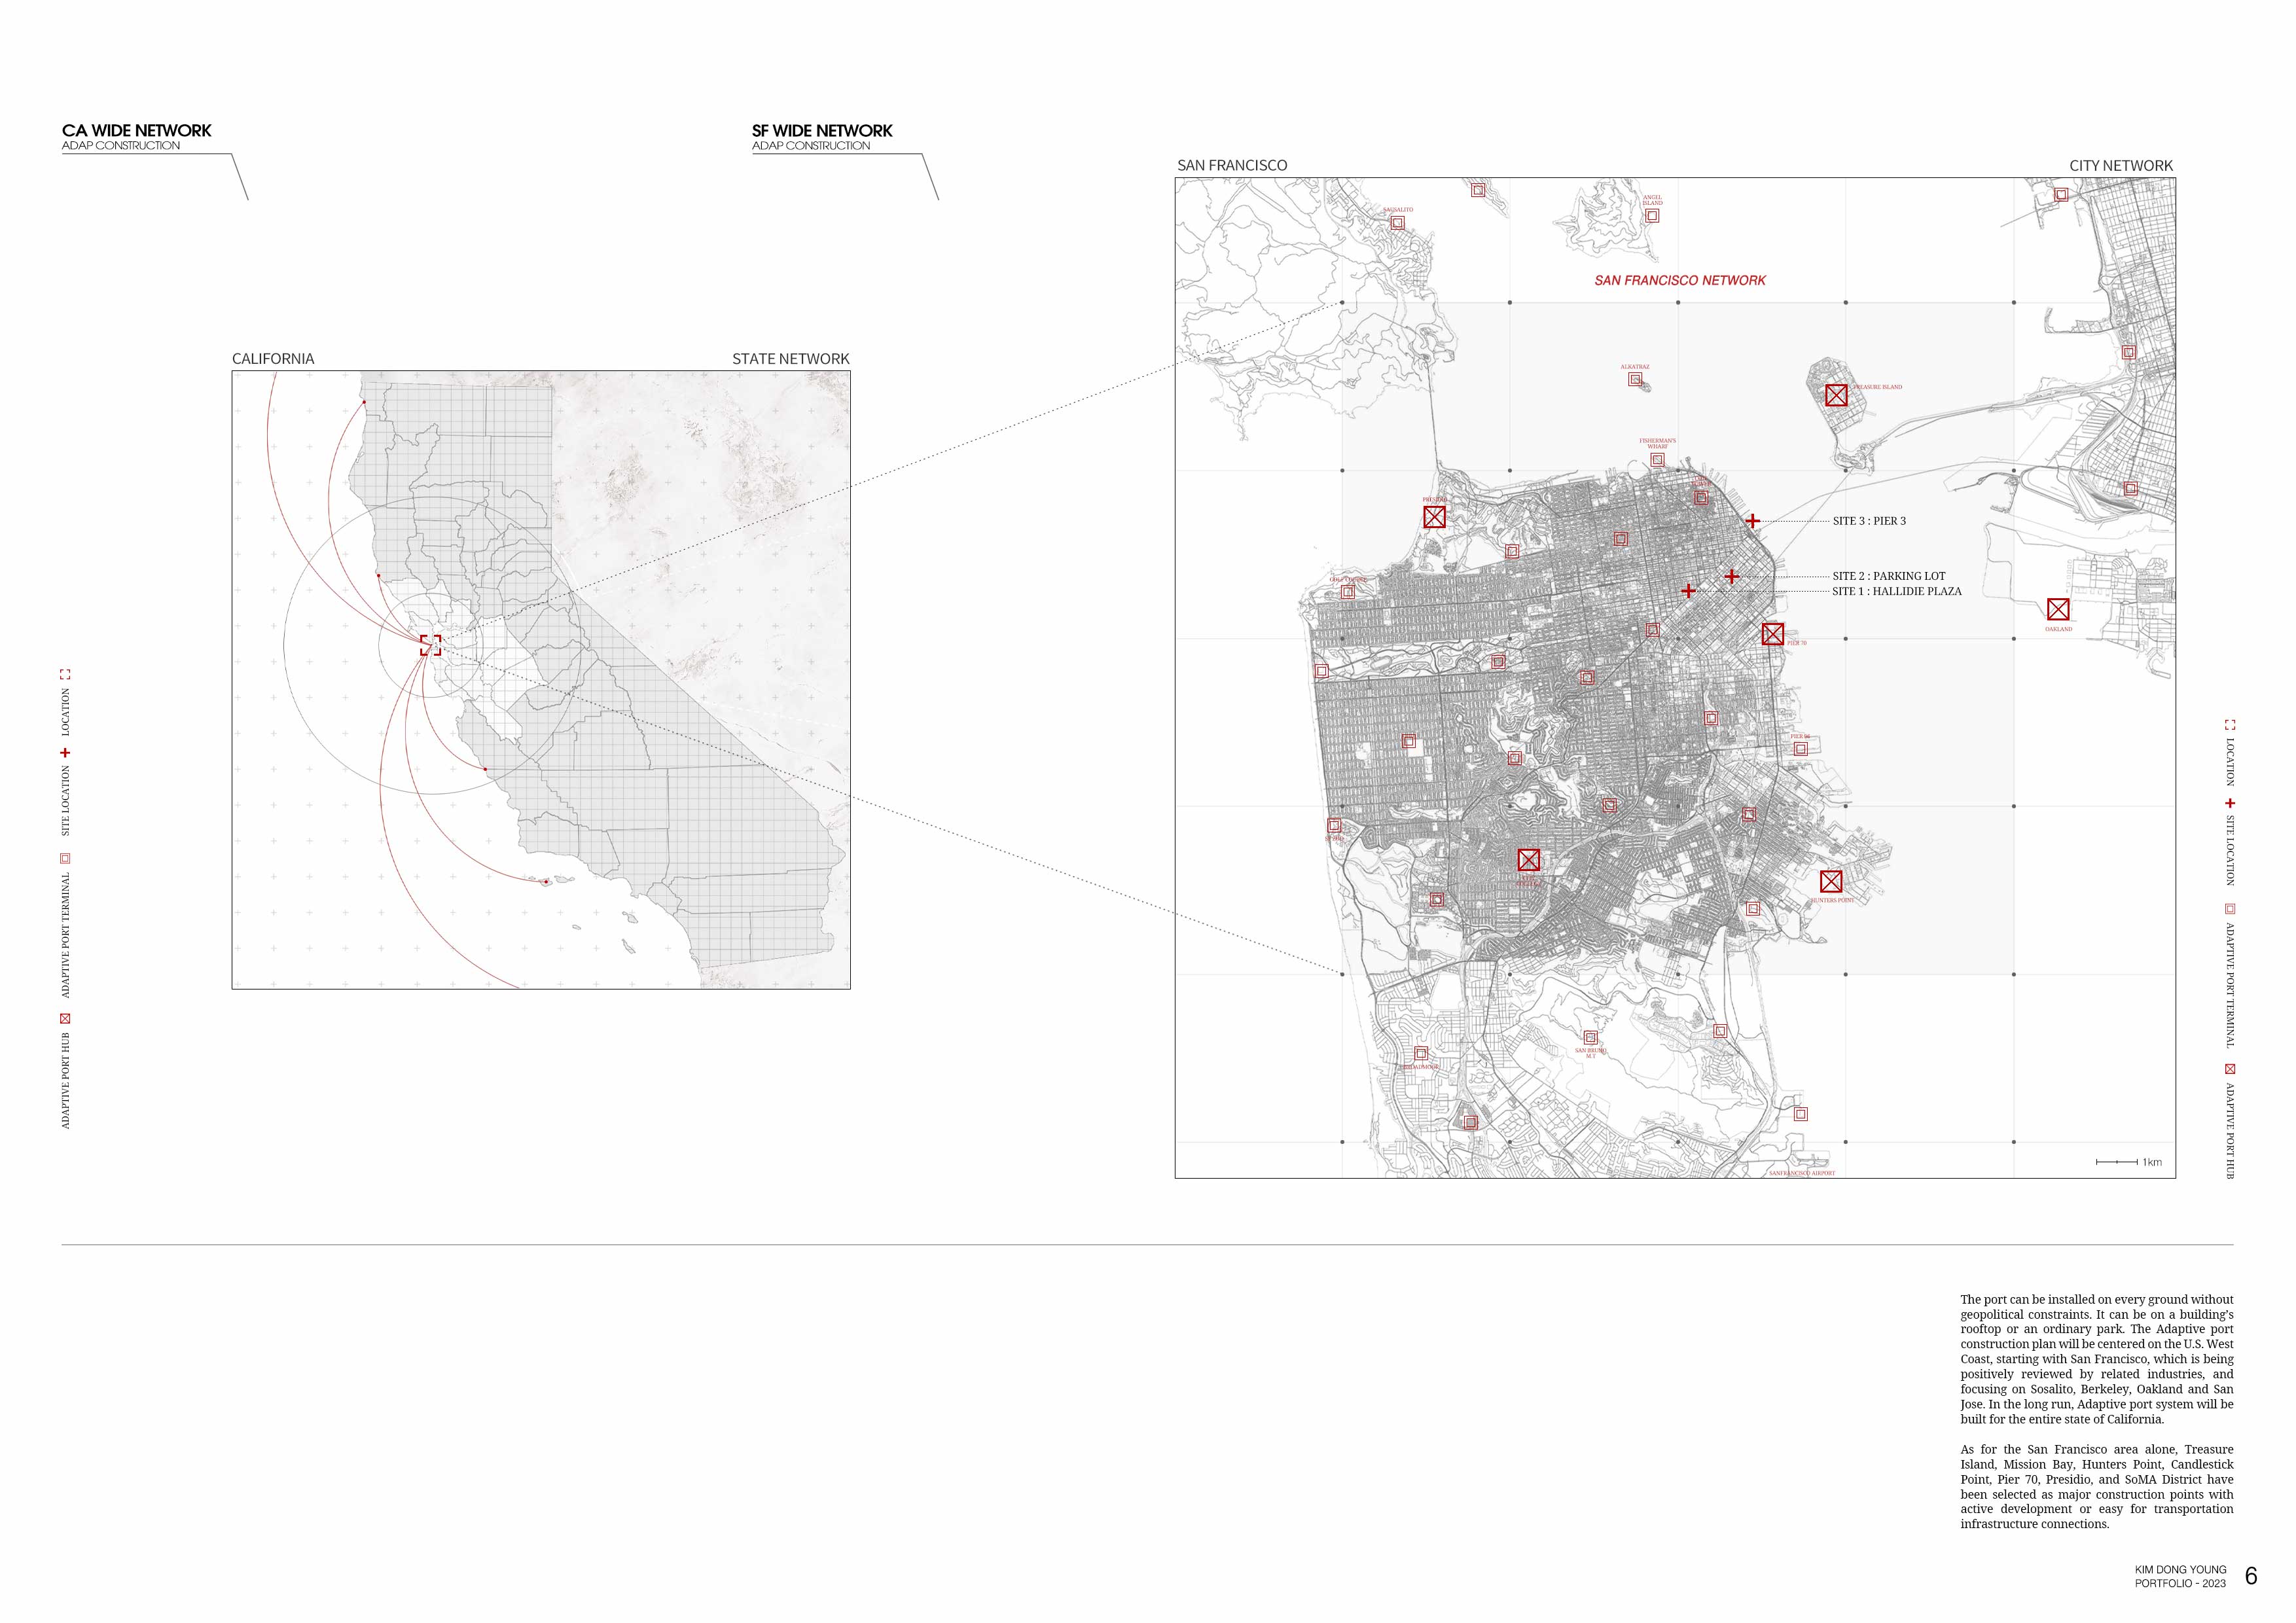 CA WIDE NETWORK
ADAP CONSTRUCTION
SF WIDE NETWORK
ADAP CONSTRUCTION
CALIFORNIA
STATE NETWORK
SAN FRANCISCO
CITY NETWORK
SAUSALITO
ANGEL
ISLAND
SAN FRANCISCO NETWORK
ALKATRAZ
TREASURE ISLAND
FISHERMAN'S
WHARF
PRESIDIO
SITE 3 : PIER 3
SITE 2 : PARKING LOT
SITE 1 : HALLIDIE PLAZA
OAKLAND
PIER 70
HUNTERS POINT
SAN BRUNO
M.T
BROADMOOR
SANFRANCISCO AIRPORT
1km
LOCATION
SITE LOCATION
ADAPTIVE PORT TERMINAL
ADAPTIVE PORT HUB
LOCATION
SITE LOCATION
ADAPTIVE PORT TERMINAL
ADAPTIVE PORT HUB
The port can be installed on every ground without
geopolitical constraints. It can be on a building's
rooftop or an ordinary park. The Adaptive port
construction plan will be centered on the U.S. West
Coast, starting with San Francisco, which is being
positively reviewed by related industries, and
focusing on Sosalito, Berkeley, Oakland and San
Jose. In the long run, Adaptive port system will be
built for the entire state of California.
As for the San Francisco area alone, Treasure
Island, Mission Bay, Hunters Point, Candlestick
Point, Pier 70, Presidio, and SoMA District have
been selected as major construction points with
active development or easy for transportation
infrastructure connections.
KIM DONG YOUNG
PORTFOLIO - 2023
6